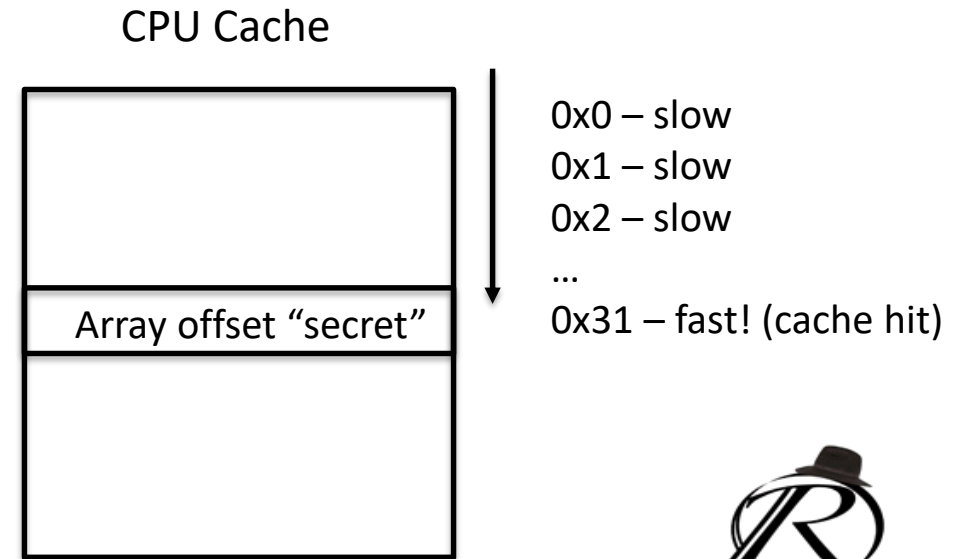 CPU Cache
0x0 – slow
0x1 – slow
0x2 – slow
...
Array offset “secret”
0x31 – fast! (cache hit)
R